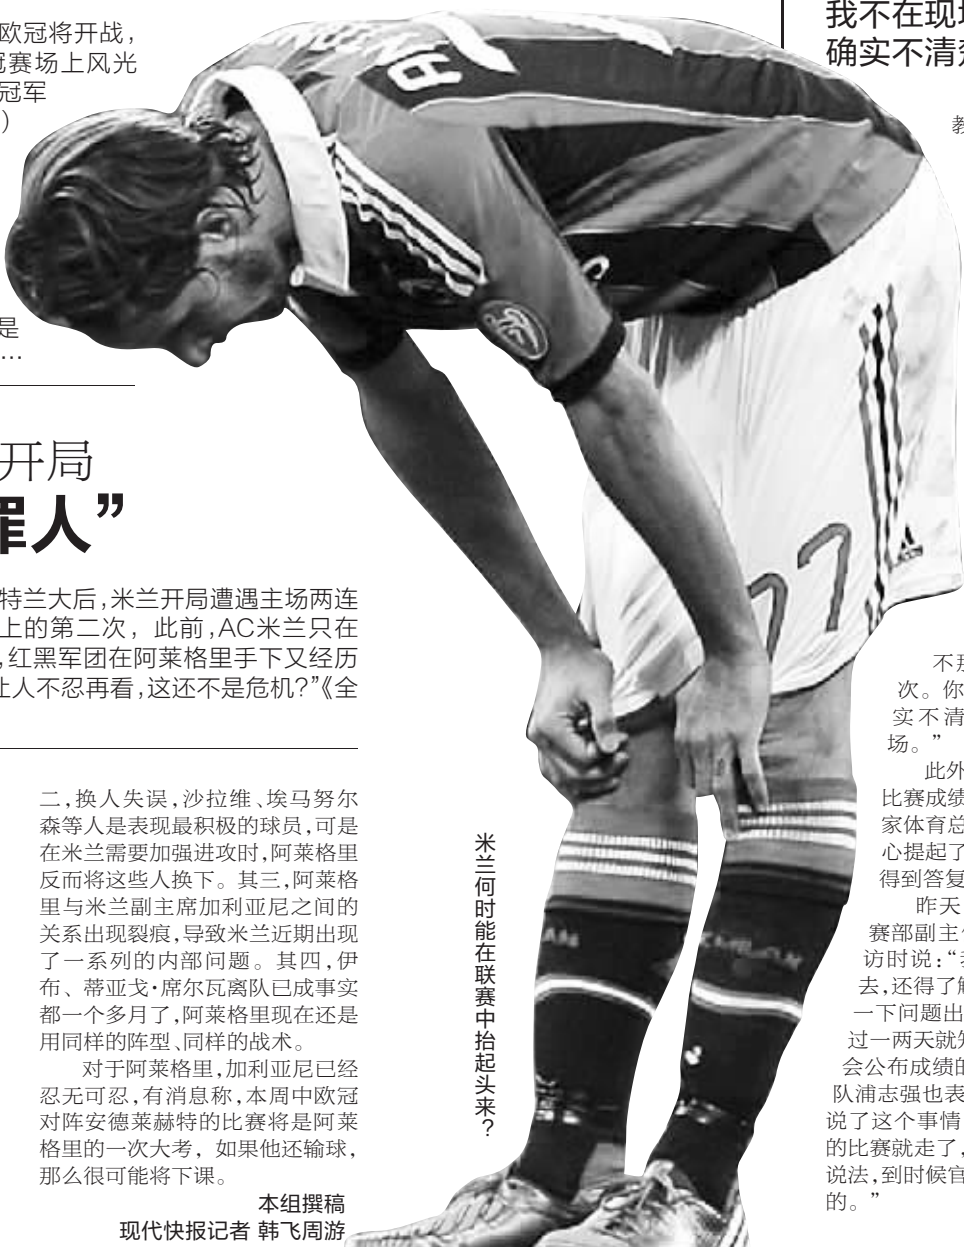 欧冠将开战，
冠赛场上风光
冠军
）
是
…
开局
罪人”
特兰大后，米兰开局遭遇主场两连
上的第二次，此前，AC米兰只在
，红黑军团在阿莱格里手下又经历
让人不忍再看，这还不是危机？”《全
二，换人失误，沙拉维、埃马努尔
森等人是表现最积极的球员，可是
在米兰需要加强进攻时，阿莱格里
反而将这些人换下。其三，阿莱格
里与米兰副主席加利亚尼之间的
关系出现裂痕，导致米兰近期出现
了一系列的内部问题。其四，伊
布、蒂亚戈·席尔瓦离队已成事实
都一个多月了，阿莱格里现在还是
用同样的阵型、同样的战术。
对于阿莱格里，加利亚尼已经
忍无可忍，有消息称，本周中欧冠
对阵安德莱赫特的比赛将是阿莱
格里的一次大考，如果他还输球，
那么很可能将下课。
本组撰稿
现代快报记者 韩飞周游
米兰何时能在联赛中抬起头来？
77
我不在现场
确实不清楚
教
不那
次。你
实不清
场。”
此外
比赛成绩
家体育总
心提起了
得到答复
昨天
赛部副主任
访时说：“我
去，还得了解
一下问题出
过一两天就知
会公布成绩的
队浦志强也表
说了这个事情
的比赛就走了，
说法，到时候官
的。”